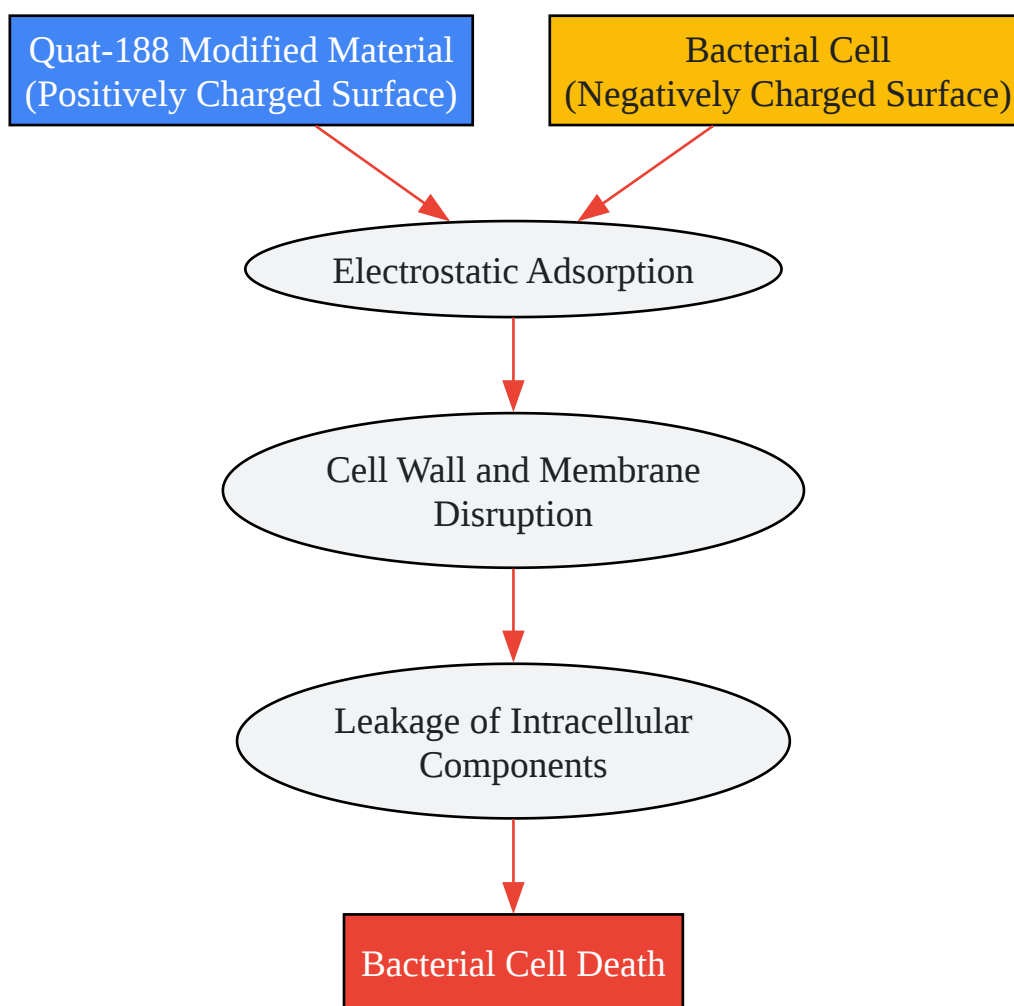 Quat-188 Modified Material
(Positively Charged Surface)
Bacterial Cell
(Negatively Charged Surface)
Electrostatic Adsorption
Cell Wall and Membrane
Disruption
Leakage of Intracellular
Components
Bacterial Cell Death